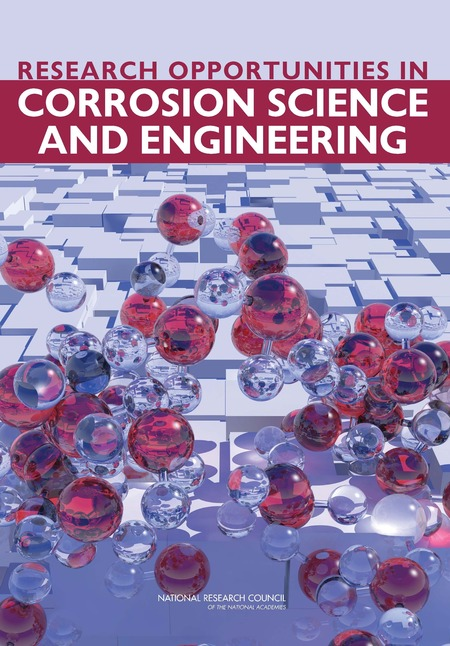 RESEARCH OPPORTUNITIES IN
CORROSION SCIENCE
AND ENGINEERING
NATIONAL RESEARCH COUNCIL
OF THE NATIONAL ACADEMIES